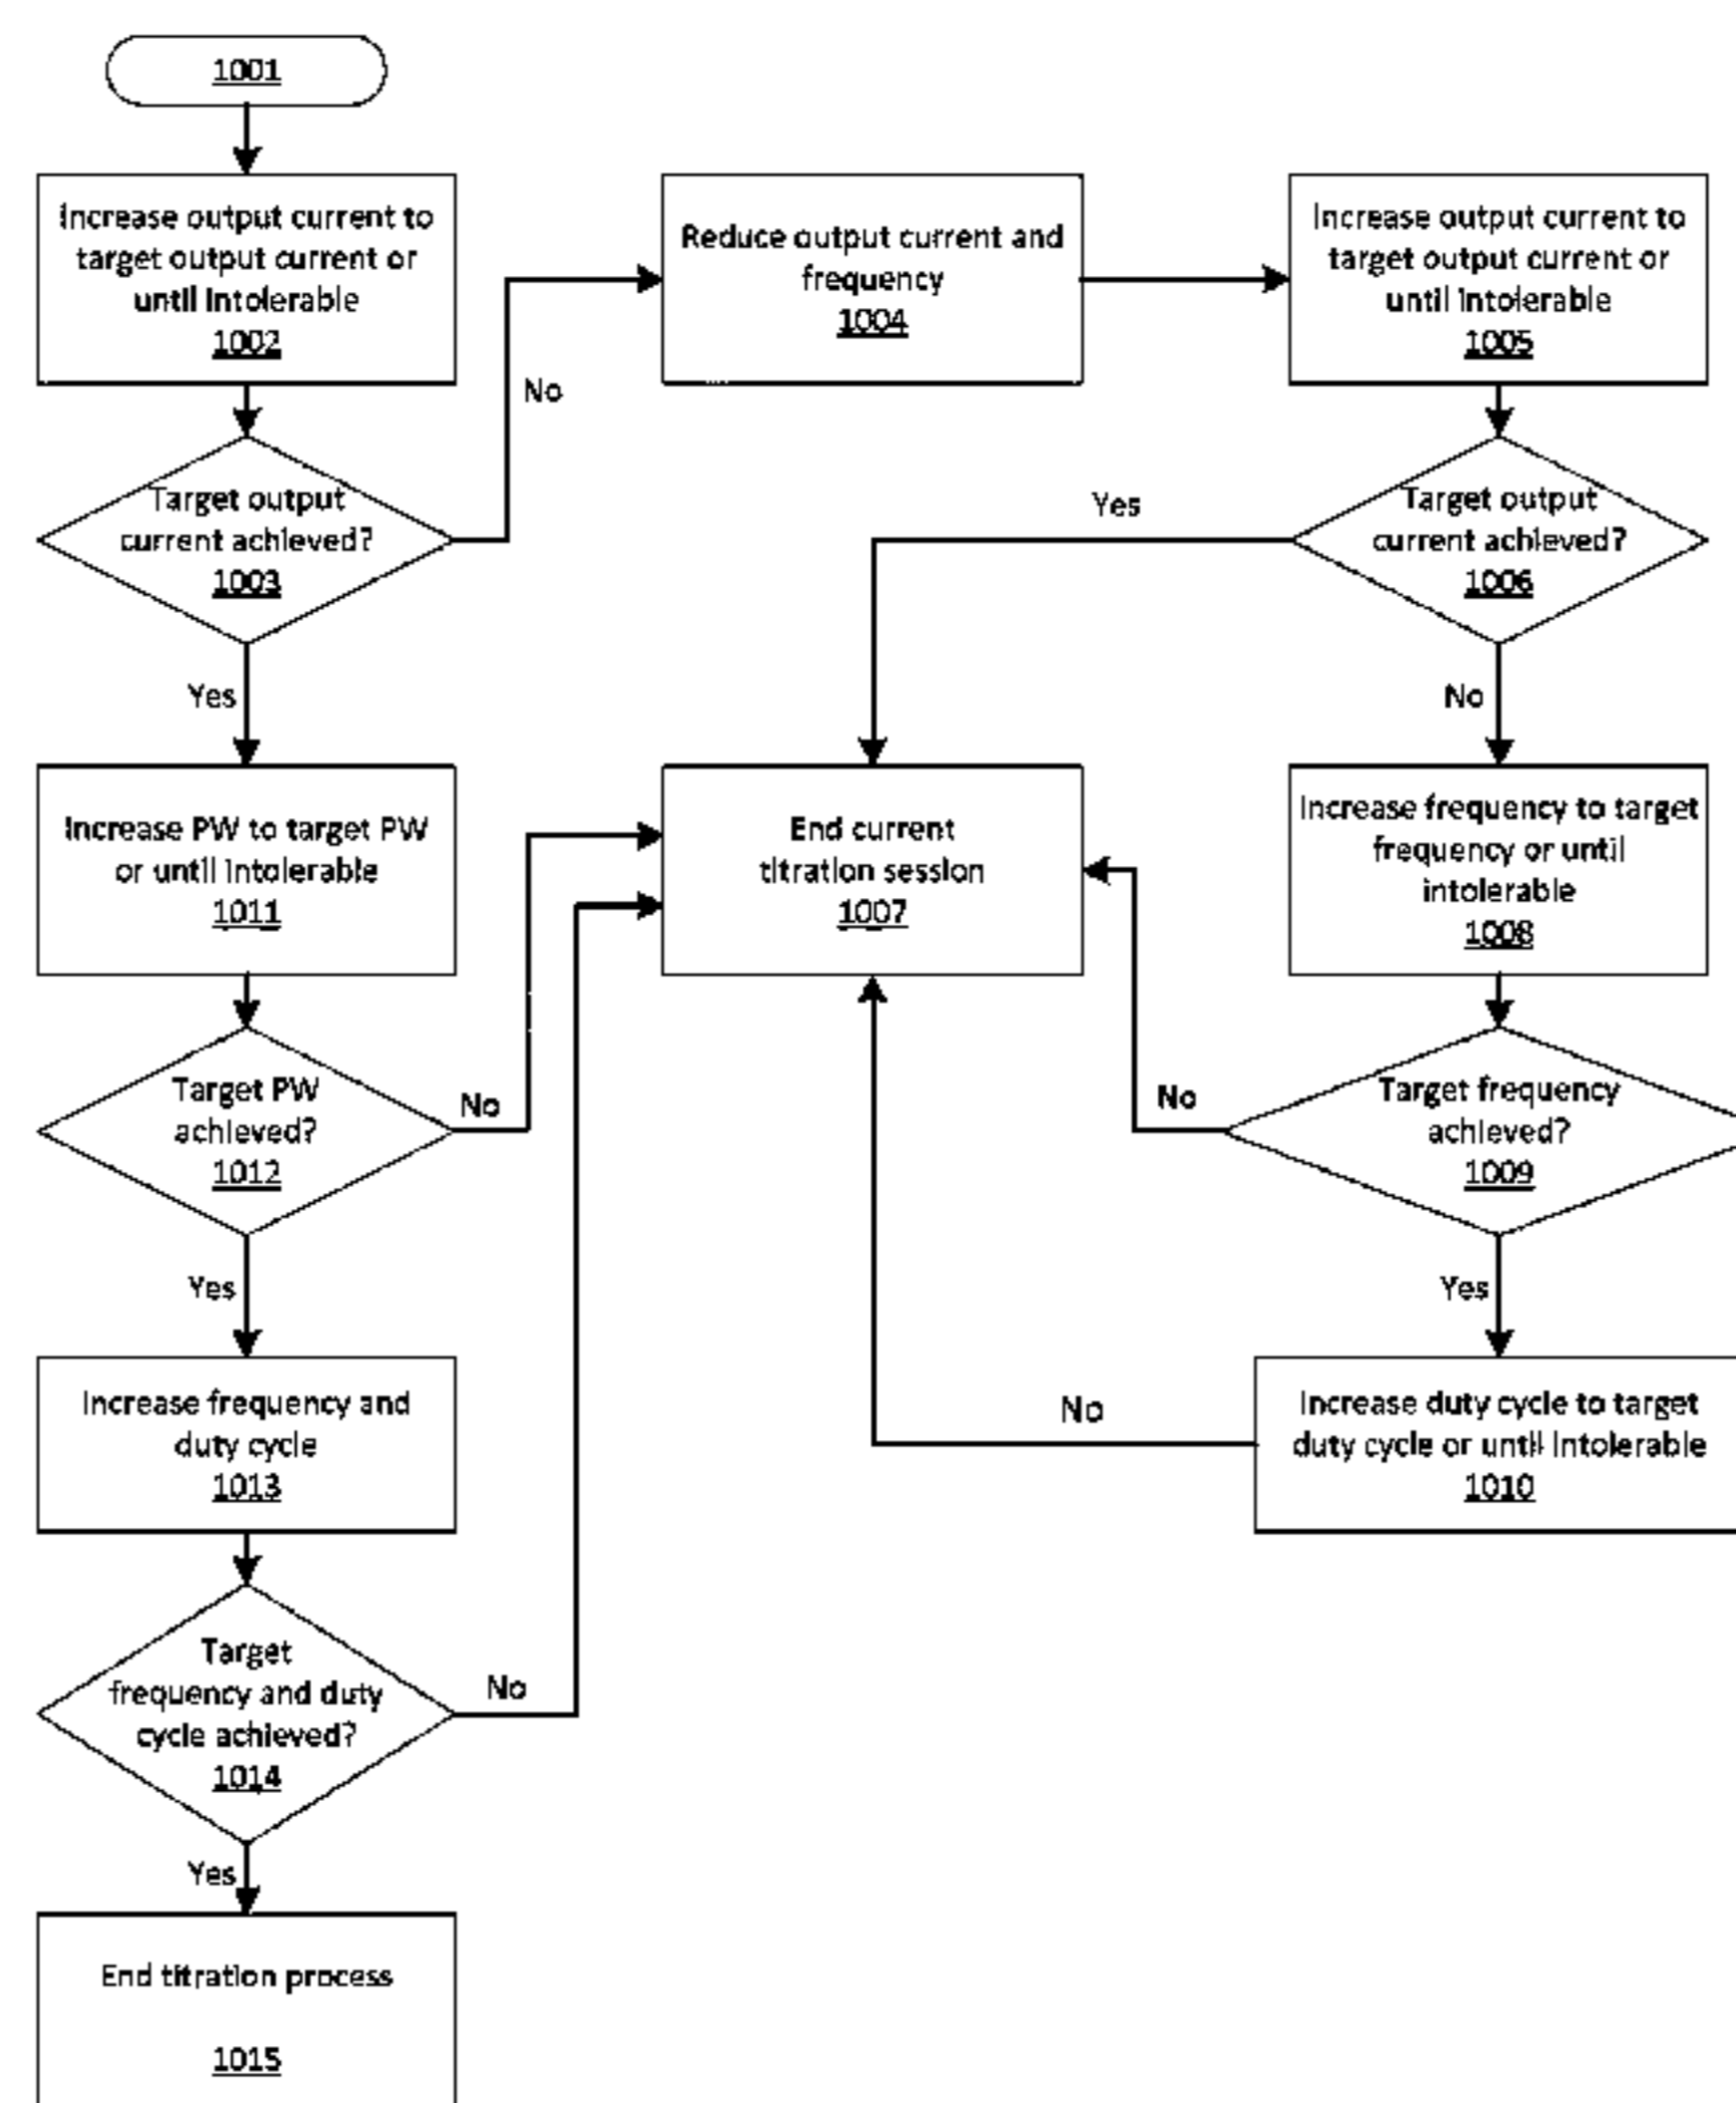 1001
Increase output current to
target output current or
until intolerable
1002
No
Reduce output current and
frequency
1004
Increase output current to
target output current or
until intolerable
1005
Target output
current achieved?
1003
Yes
Target output
current achieved?
1006
Yes
No
Increase PW to target PW
or until intolerable
1011
End current
titration session
1007
Increase frequency to target
frequency or until
intolerable
1008
Target PW
achieved?
1012
No
No
Target frequency
achieved?
1009
Yes
Yes
Increase frequency and
duty cycle
1013
No
Increase duty cycle to target
duty cycle or until intolerable
1010
Target
frequency and duty
cycle achieved?
1014
No
Yes
End titration process
1015